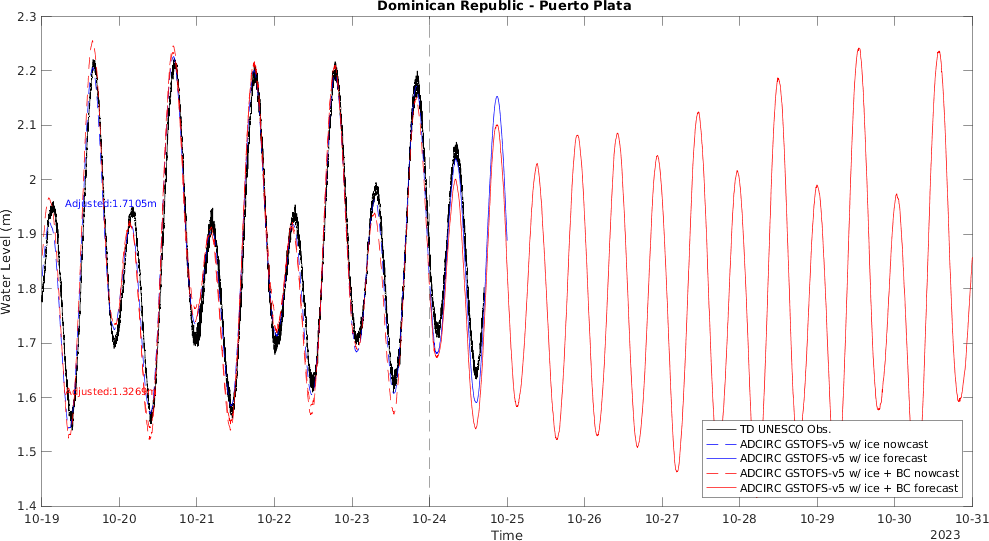 Dominican Republic - Puerto Plata
Water Level (m)
2.3
2.2
2.1
2
1.9
1.8
1.7
1.6
1.5
1.4
Adjusted:1.7105m
Adjusted:1.3269m
TD UNESCO Obs.
ADCIRC GSTOFS-v5 w/ ice nowcast
ADCIRC GSTOFS-v5 w/ ice forecast
ADCIRC GSTOFS-v5 w/ ice + BC nowcast
ADCIRC GSTOFS-v5 w/ ice + BC forecast
10-19 10-20 10-21 10-22 10-23 10-24 10-25 10-26 10-27 10-28 10-29 10-30 10-31
Time
2023